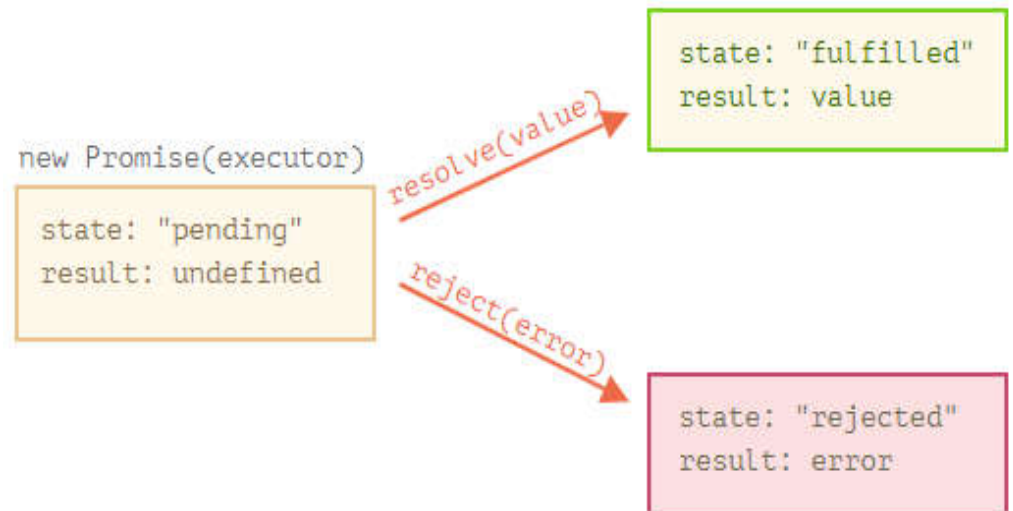 new Promise(executor)
state: "pending"
result: undefined
resolve(value)
reject(error)
state: "fulfilled"
result: value
state: "rejected"
result: error